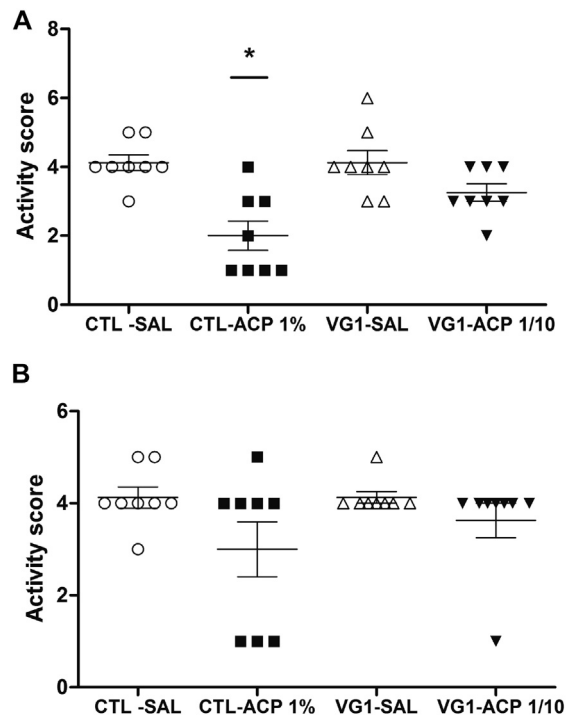 A
8
*
6
4
2
0
Activity score
CTL -SAL CTL-ACP 1% VG1-SAL VG1-ACP 1/10
B
6
4
2
0
Activity score
CTL -SAL CTL-ACP 1% VG1-SAL VG1-ACP 1/10